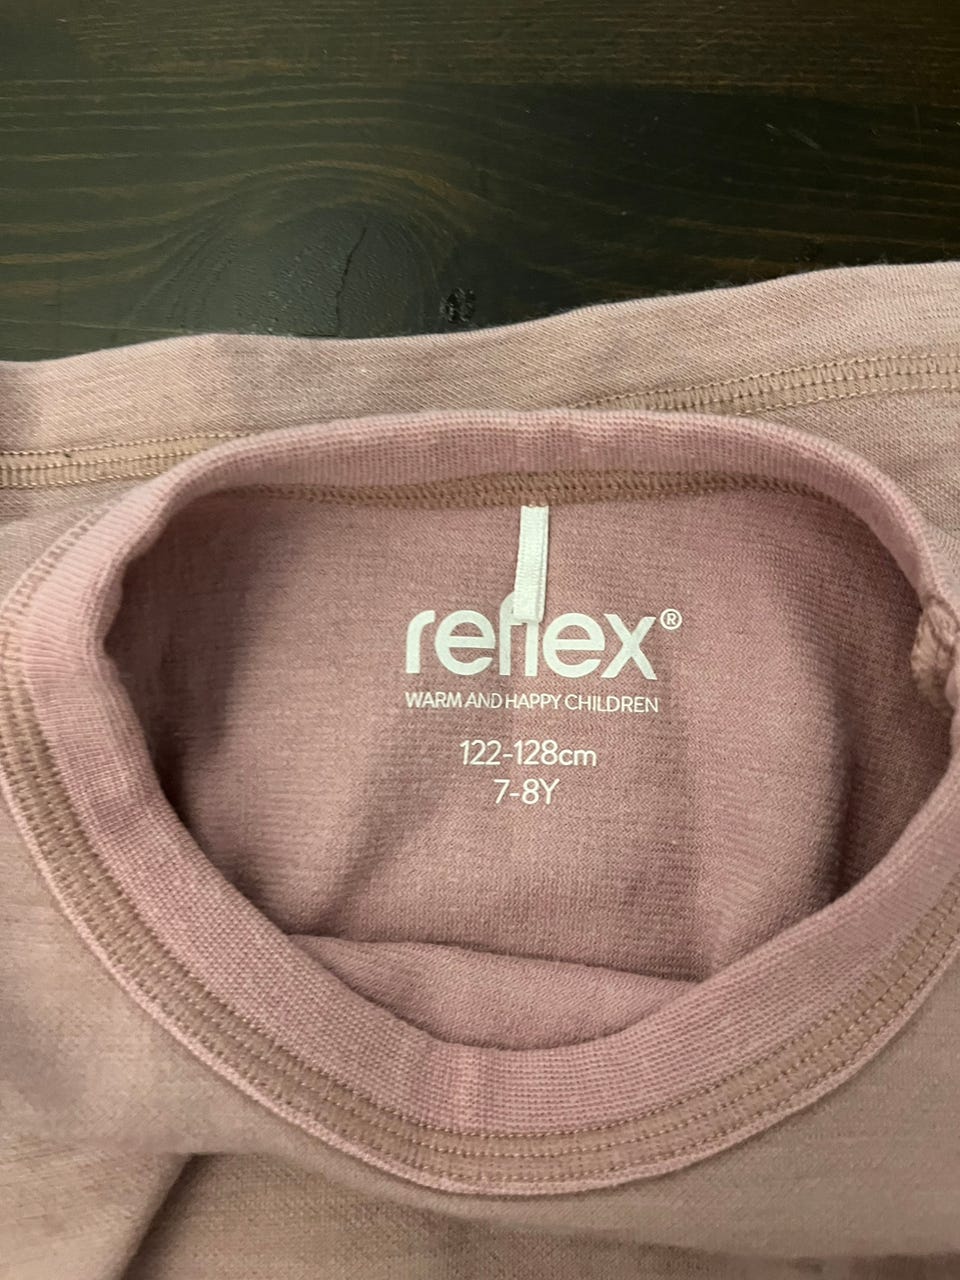 reflex®
WARM AND HAPPY CHILDREN
122-128cm
7-8Y